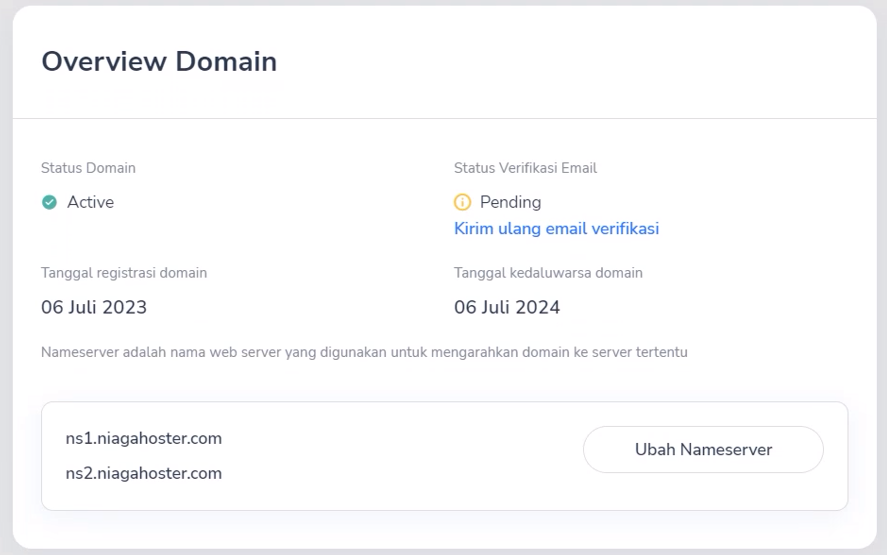 Overview Domain
Status Domain
Active
Status Verifikasi Email
Pending
Kirim ulang email verifikasi
Tanggal registrasi domain
06 Juli 2023
Tanggal kedaluwarsa domain
06 Juli 2024
Nameserver adalah nama web server yang digunakan untuk mengarahkan domain ke server tertentu
ns1.niagahoster.com
ns2.niagahoster.com
Ubah Nameserver